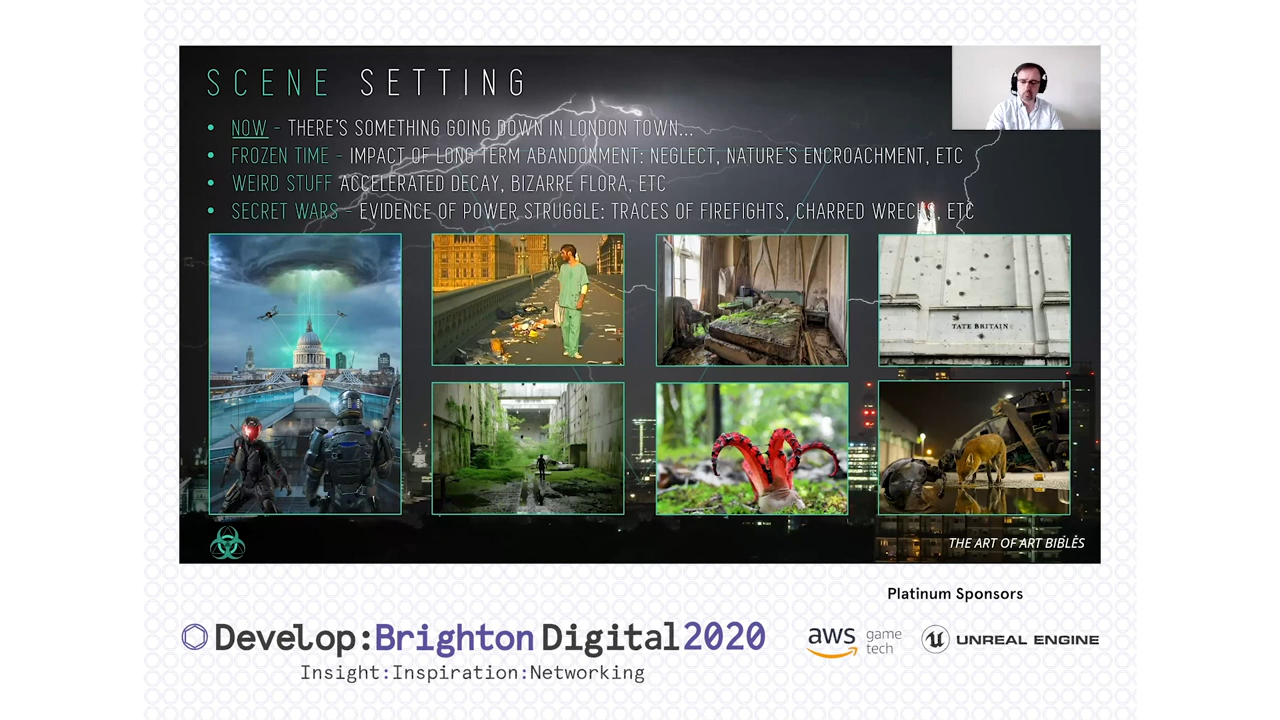 SCENE SETTING
• NOW - THERE'S SOMETHING GOING DOWN IN LONDON TOWN...
• FROZEN TIME - IMPACT OF LONG TERM ABANDONMENT: NEGLECT, NATURE'S ENCROACHMENT, ETC
• WEIRD STUFF ACCELERATED DECAY, BIZARRE FLORA, ETC
• SECRET WARS - EVIDENCE OF POWER STRUGGLE: TRACES OF FIREFIGHTS, CHARRED WRECKS, ETC
TATE BRITAIN
THE ART OF ART BIBLES
Platinum Sponsors
Develop:Brighton Digital 2020
Insight:Inspiration:Networking
aws game tech
UNREAL ENGINE